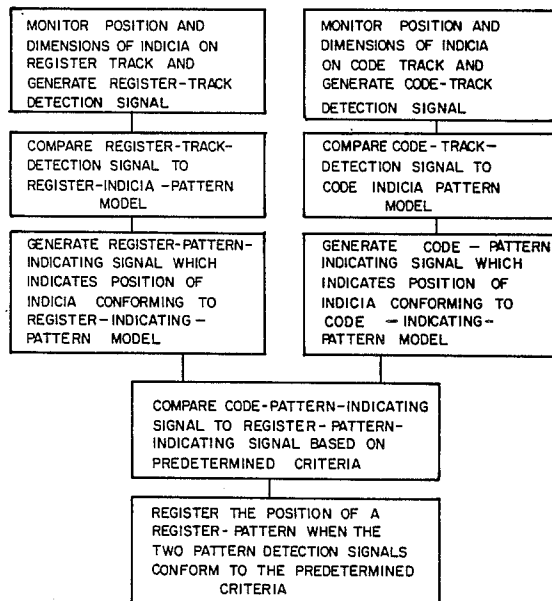 MONITOR POSITION AND
DIMENSIONS OF INDICIA ON
REGISTER TRACK AND
GENERATE REGISTER-TRACK
DETECTION SIGNAL
MONITOR POSITION AND
DIMENSIONS OF INDICIA
ON CODE TRACK AND
GENERATE CODE-TRACK
DETECTION SIGNAL
COMPARE REGISTER-TRACK-
DETECTION SIGNAL TO
REGISTER-INDICIA-PATTERN
MODEL
COMPARE CODE-TRACK-
DETECTION SIGNAL TO
CODE INDICIA PATTERN
MODEL
GENERATE REGISTER-PATTERN-
INDICATING SIGNAL WHICH
INDICATES POSITION OF
INDICIA CONFORMING TO
REGISTER-INDICATING-
PATTERN MODEL
GENERATE CODE-PATTERN
INDICATING SIGNAL WHICH
INDICATES POSITION OF
INDICIA CONFORMING TO
CODE-INDICATING-
PATTERN MODEL
COMPARE CODE-PATTERN-INDICATING
SIGNAL TO REGISTER-PATTERN-
INDICATING SIGNAL BASED ON
PREDETERMINED CRITERIA
REGISTER THE POSITION OF A
REGISTER-PATTERN WHEN THE
TWO PATTERN DETECTION SIGNALS
CONFORM TO THE PREDETERMINED
CRITERIA